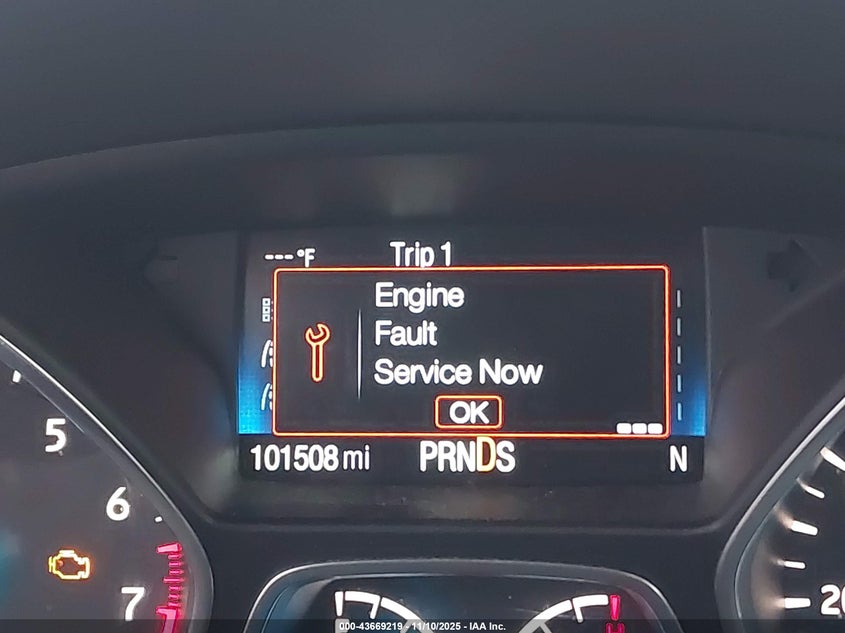 ---°F Trip 1
Engine
Fault
Service Now
OK
101508 mi PRNDS N
5
6
7
20
000-43669219 - 11/10/2025 - IAA Inc.